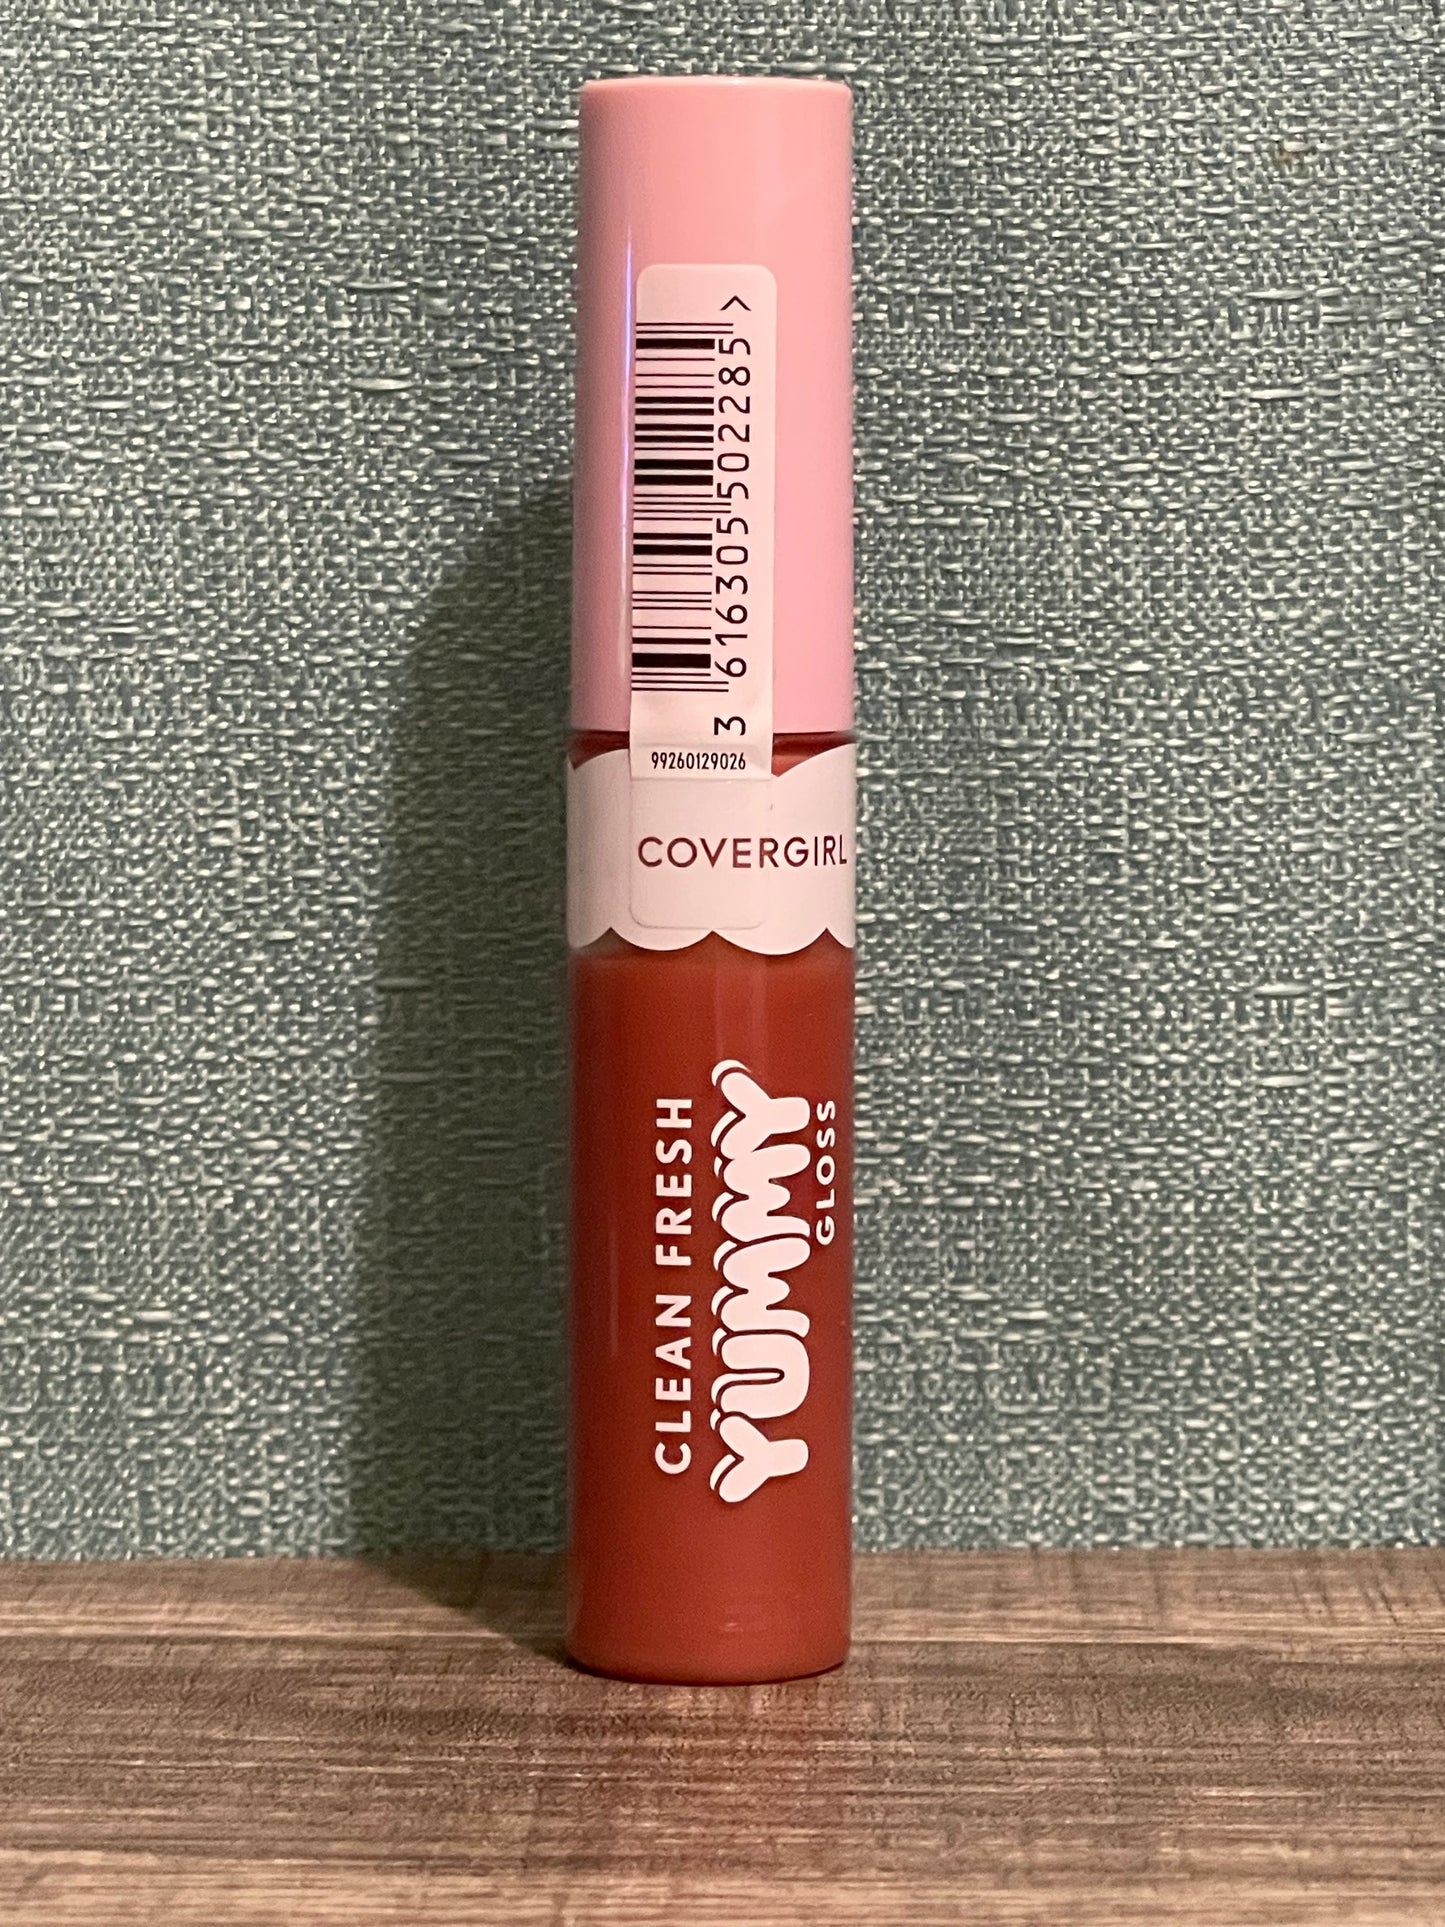 3 616305 502285 >
99260129026
COVERGIRL
CLEAN FRESH
YUMMY
GLOSS